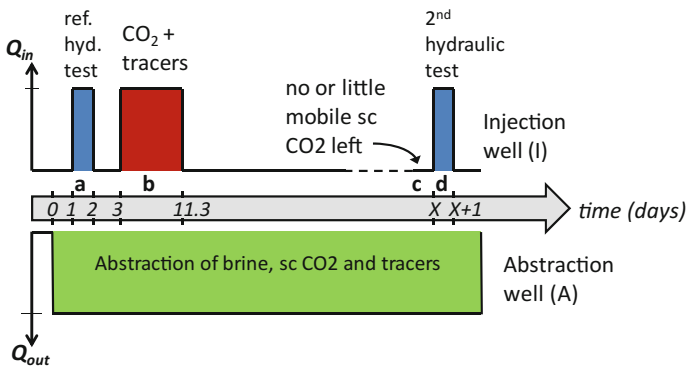 ref.
hyd.
test
CO2 +
tracers
2nd
hydraulic
test
Qin
no or little
mobile sc
CO2 left
Injection
well (I)
a b c d
0 1 2 3 11.3 X X+1 time (days)
Abstraction of brine, sc CO2 and tracers
Abstraction
well (A)
Qout